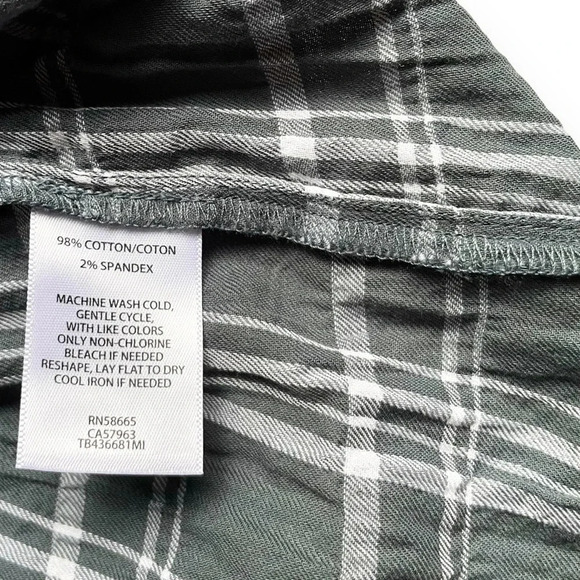 98% COTTON/COTON
2% SPANDEX
MACHINE WASH COLD,
GENTLE CYCLE,
WITH LIKE COLORS
ONLY NON-CHLORINE
BLEACH IF NEEDED
RESHAPE, LAY FLAT TO DRY
COOL IRON IF NEEDED
RN58665
CA57963
TB436681MI